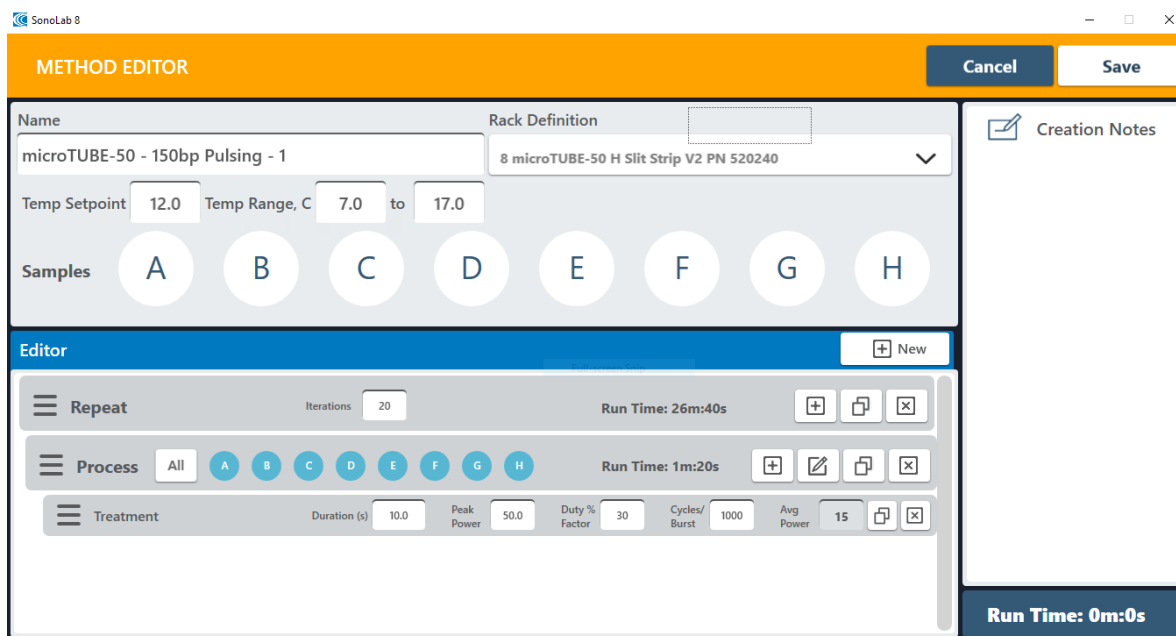 SonoLab 8
METHOD EDITOR
Cancel
Save
Name
Rack Definition
microTUBE-50 - 150bp Pulsing - 1
8 microTUBE-50 H Slit Strip V2 PN 520240
Temp Setpoint 12.0 Temp Range, C 7.0 to 17.0
Samples A B C D E F G H
Creation Notes
Editor
New
Repeat Iterations 20 Run Time: 26m:40s
Process All A B C D E F G H Run Time: 1m:20s
Treatment Duration (s) 10.0 Peak Power 50.0 Duty % Factor 30 Cycles/ Burst 1000 Avg Power 15
Run Time: 0m:0s